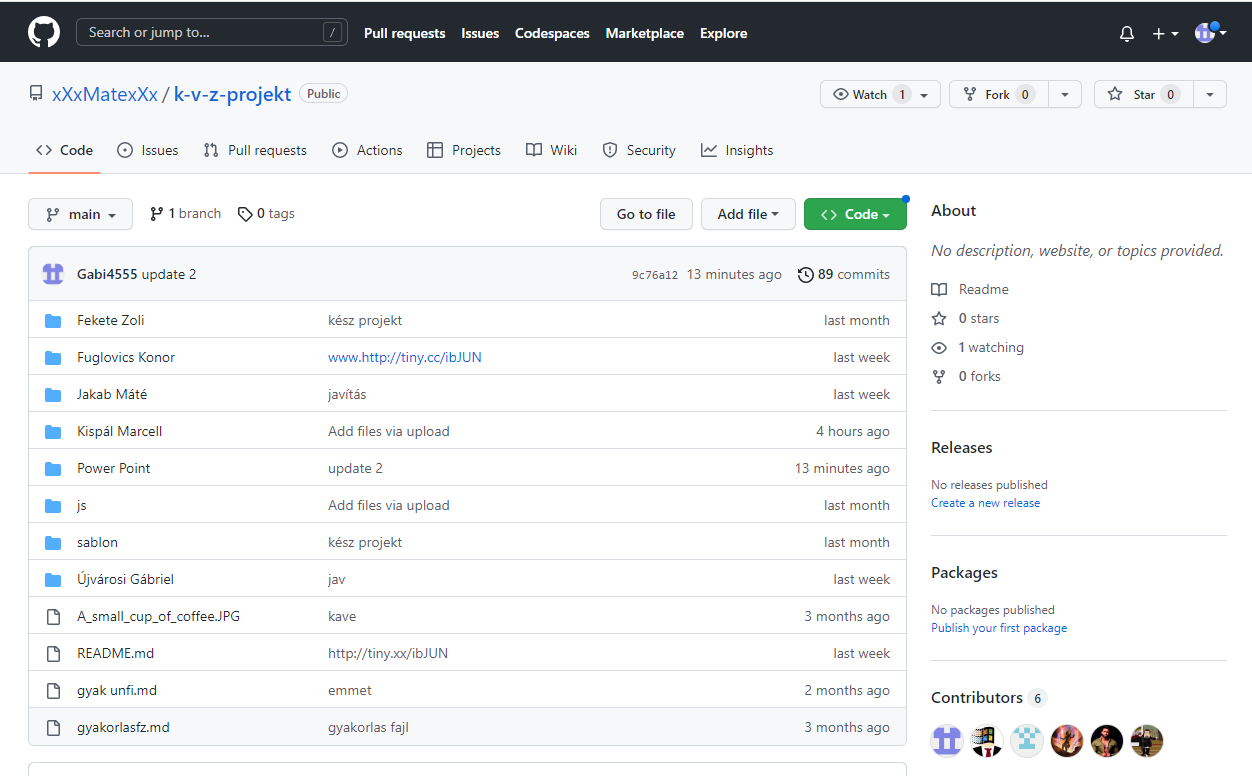 Search or jump to... / Pull requests Issues Codespaces Marketplace Explore
xXxMatexXx / k-v-z-projekt Public Watch 1 Fork 0 Star 0
Code Issues Pull requests Actions Projects Wiki Security Insights
main 1 branch 0 tags Go to file Add file Code
Gabi4555 update 2 9c76a12 13 minutes ago 89 commits
Fekete Zoli kész projekt last month
Fuglovics Konor www.http://tiny.cc/ibJUN last week
Jakab Máté javítás last week
Kispál Marcell Add files via upload 4 hours ago
Power Point update 2 13 minutes ago
js Add files via upload last month
sablon kész projekt last month
Újvárosi Gábriel jav last week
A_small_cup_of_coffee.JPG kave 3 months ago
README.md http://tiny.xx/ibJUN last week
gyak unfi.md emmet 2 months ago
gyakorlasfz.md gyakorlas fajl 3 months ago
About
No description, website, or topics provided.
Readme
0 stars
1 watching
0 forks
Releases
No releases published
Create a new release
Packages
No packages published
Publish your first package
Contributors 6